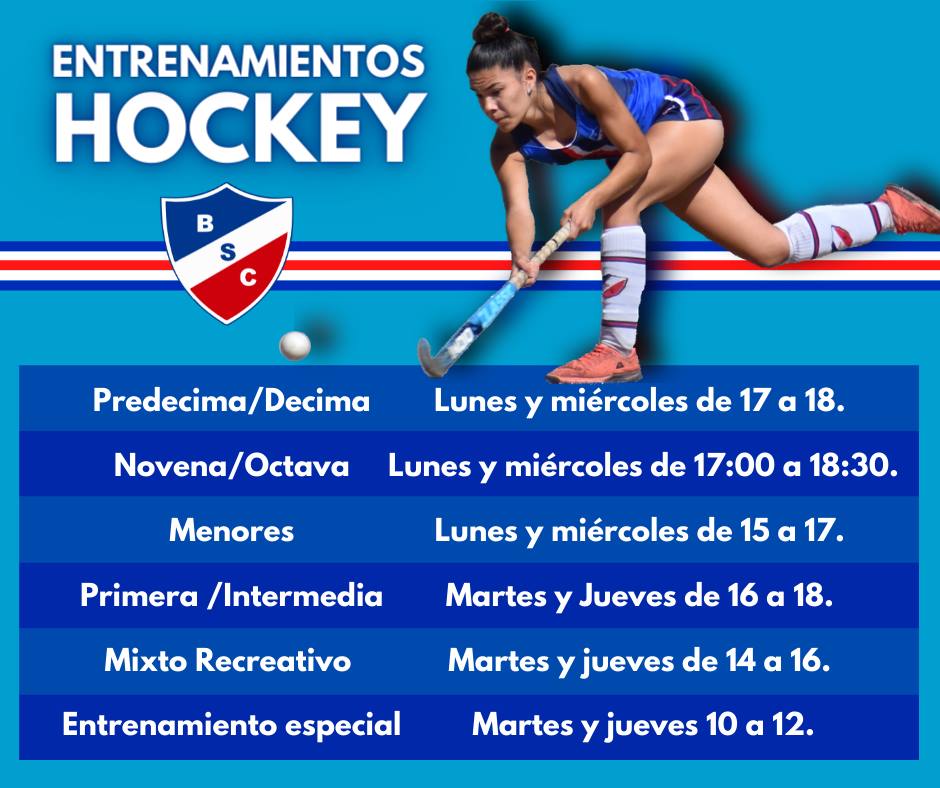 ENTRENAMIENTOS
HOCKEY
B
S
C
Predecima/Decima Lunes y miércoles de 17 a 18.
Novena/Octava Lunes y miércoles de 17:00 a 18:30.
Menores Lunes y miércoles de 15 a 17.
Primera /Intermedia Martes y Jueves de 16 a 18.
Mixto Recreativo Martes y jueves de 14 a 16.
Entrenamiento especial Martes y jueves 10 a 12.